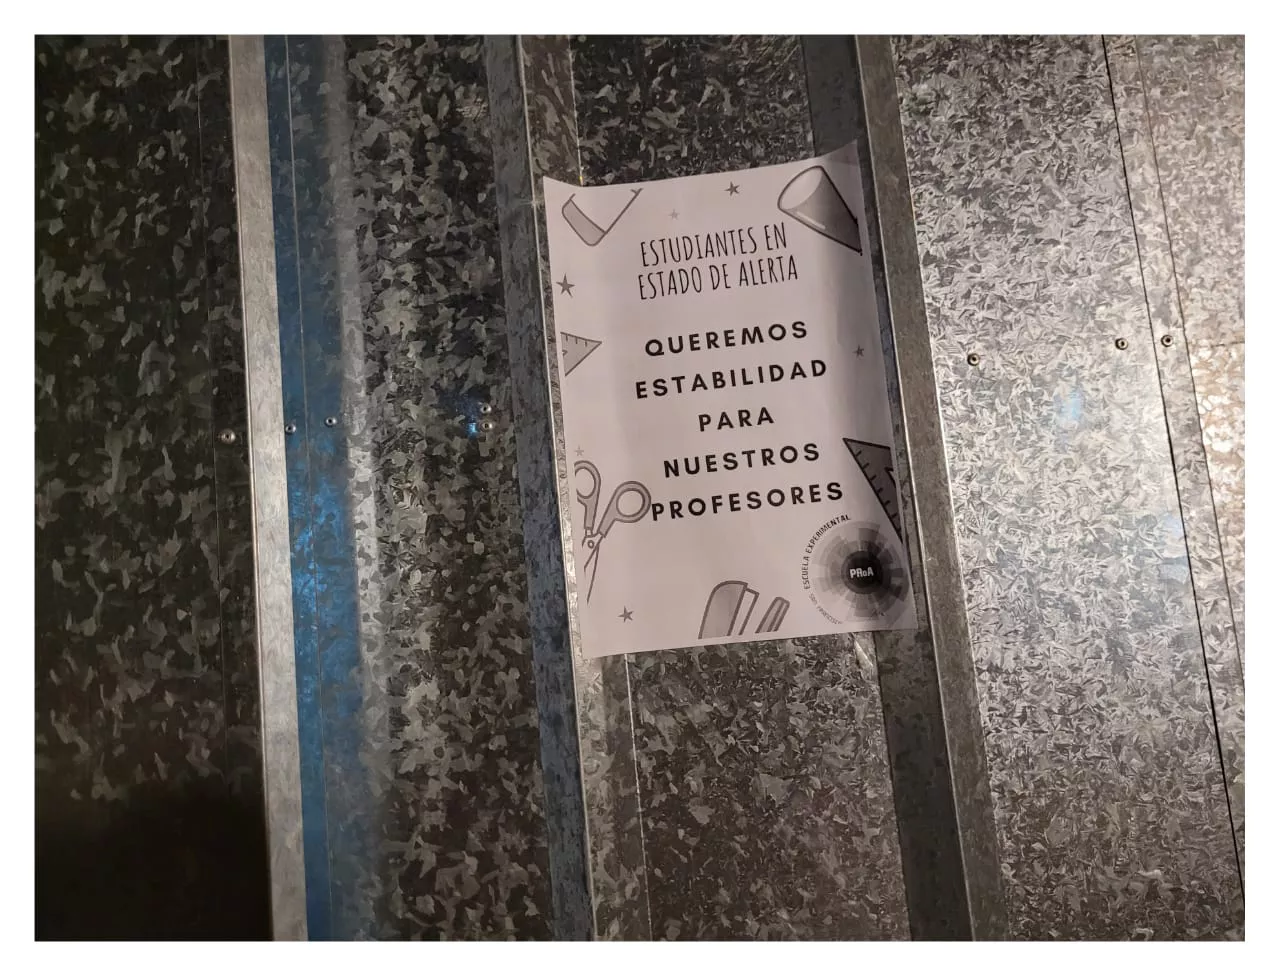 ESTUDIANTES EN
ESTADO DE ALERTA
QUEREMOS
ESTABILIDAD
PARA
NUESTROS
PROFESORES
ESCUELA EXPERIMENTAL
PRoA